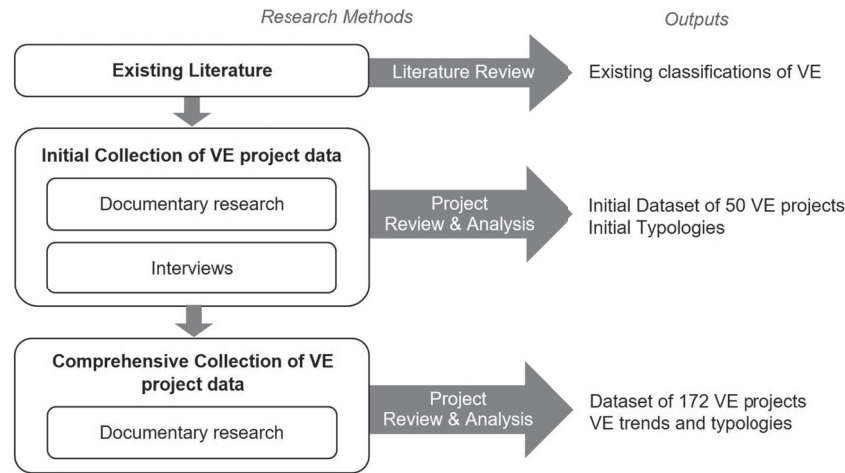 Research Methods
Outputs
Existing Literature
Literature Review
Existing classifications of VE
Initial Collection of VE project data
Documentary research
Interviews
Project
Review & Analysis
Initial Dataset of 50 VE projects
Initial Typologies
Comprehensive Collection of VE
project data
Documentary research
Project
Review & Analysis
Dataset of 172 VE projects
VE trends and typologies